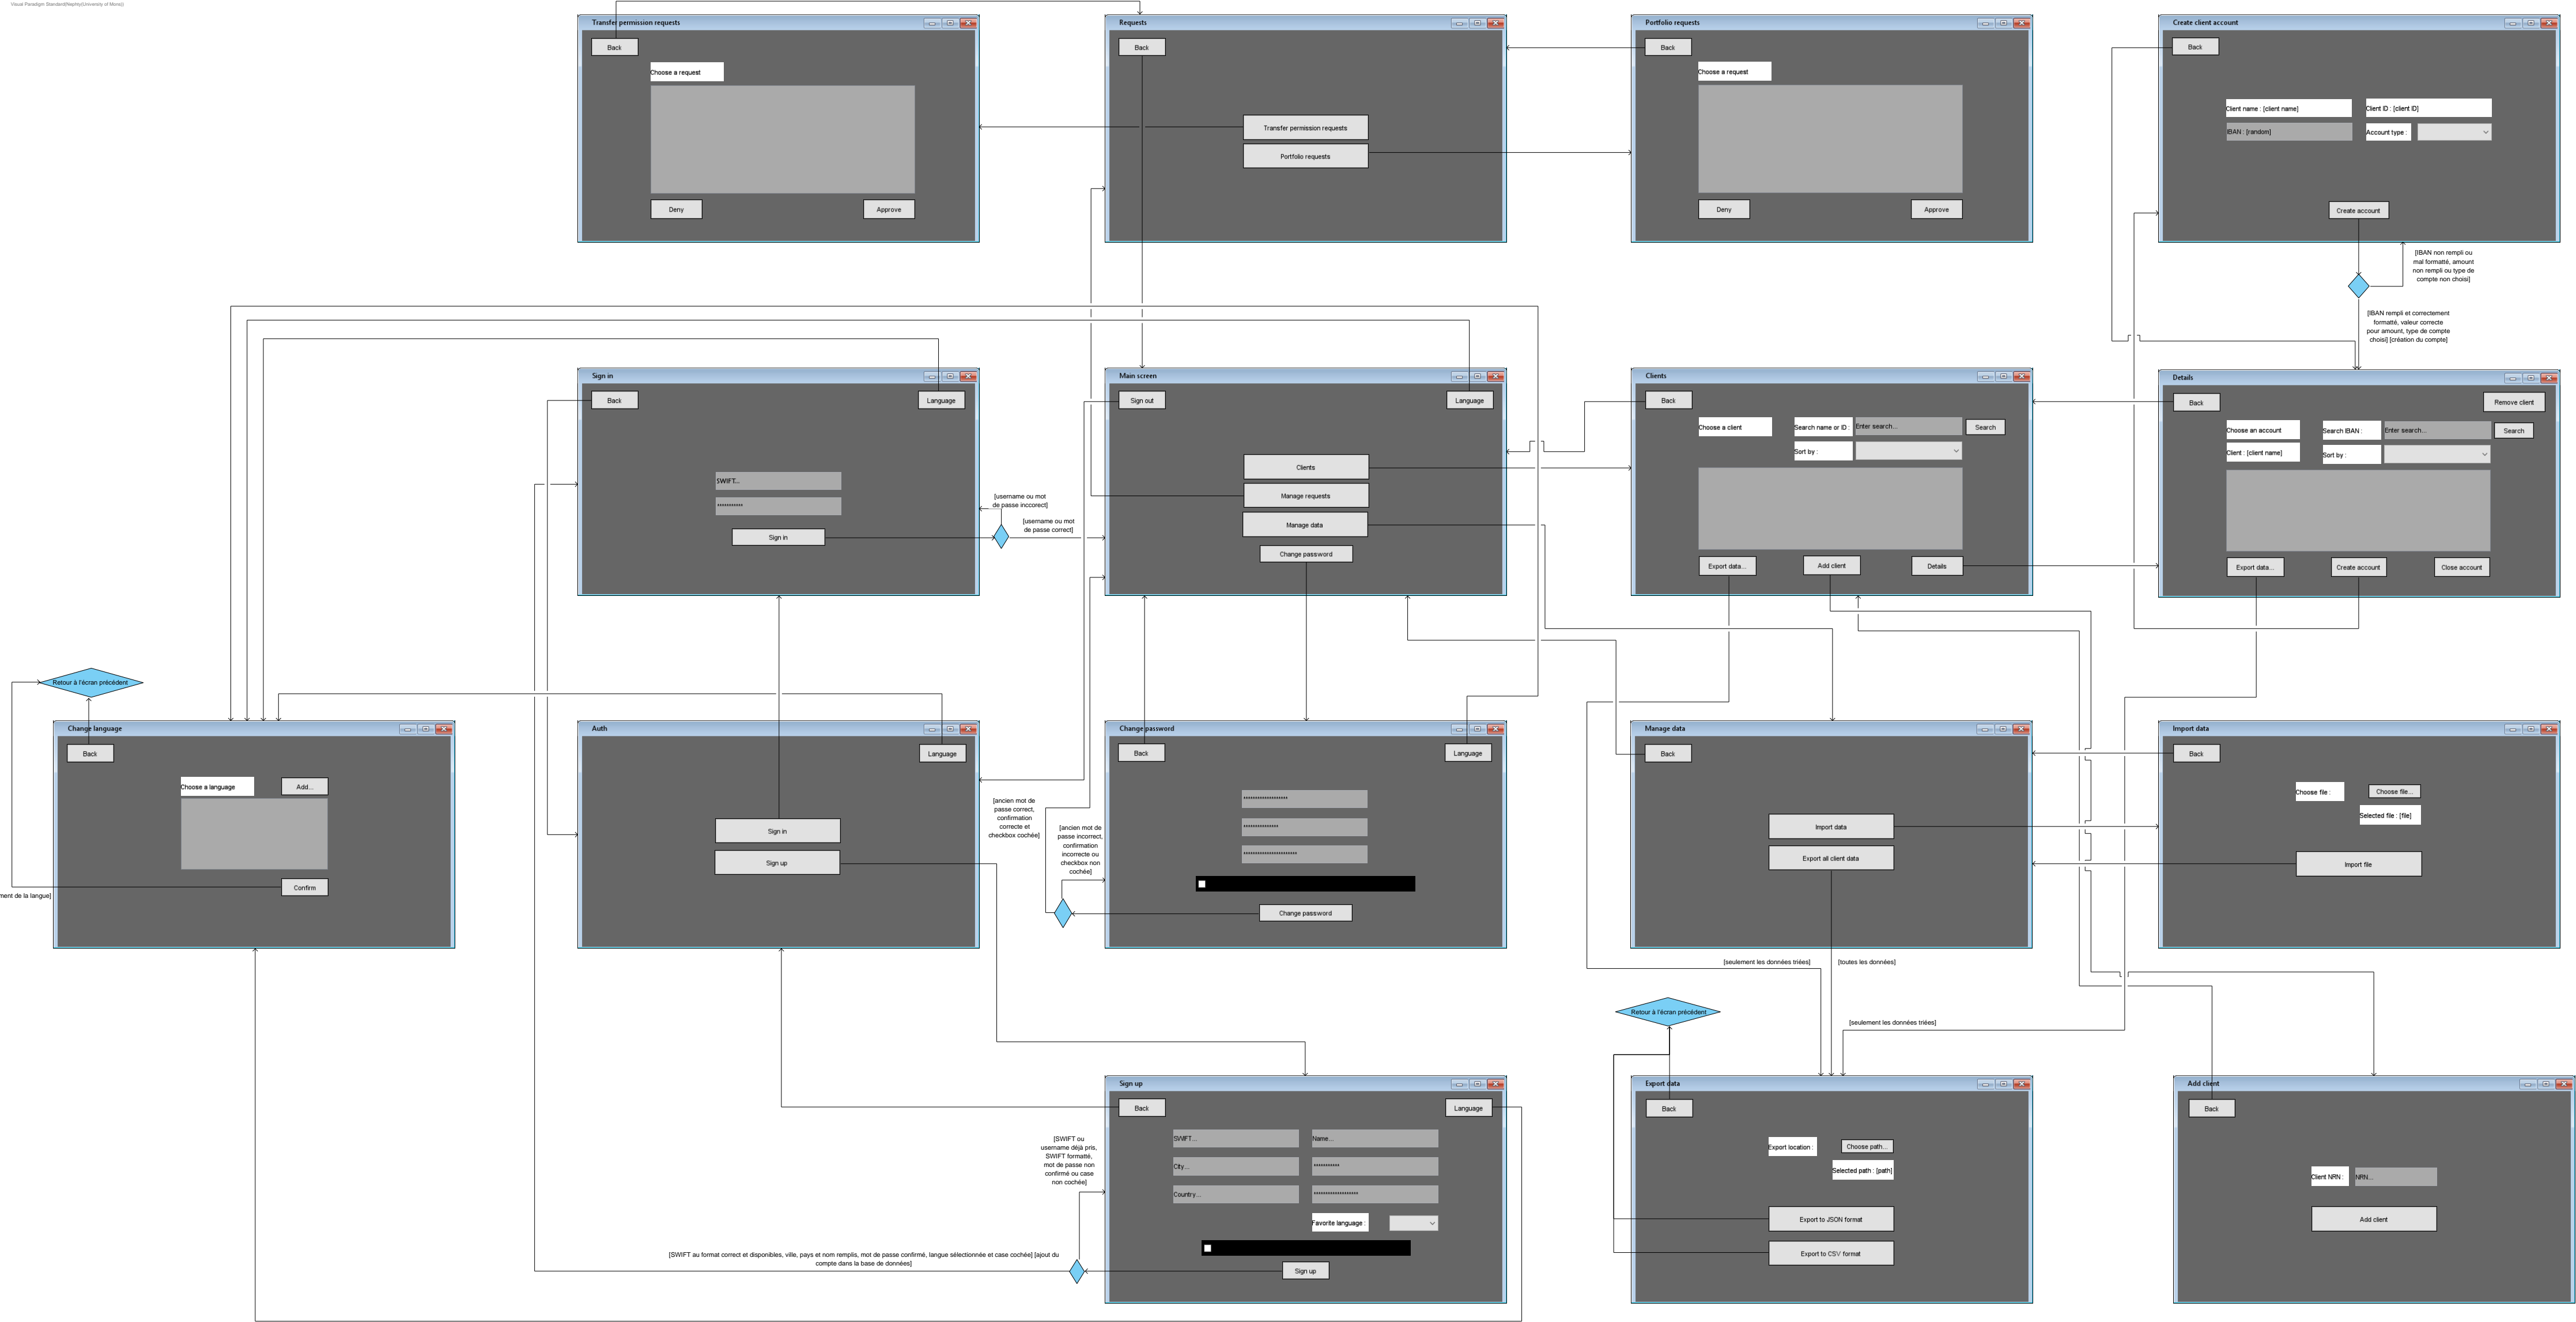 Visual Paradigm Standard(Nephty(University of Mons))
Transfer permission requests
Back
Choose a request
Deny
Approve
Requests
Back
Transfer permission requests
Portfolio requests
Portfolio requests
Back
Choose a request
Deny
Approve
Create client account
Back
Client name : [client name]
Client ID : [client ID]
IBAN : [random]
Account type :
Create account
[IBAN non rempli ou
mal formatté, amount
non rempli ou type de
compte non choisi]
[IBAN rempli et correctement
formatté, valeur correcte
pour amount, type de compte
choisi] [création du compte]
Sign in
Back
Language
SWIFT...
***********
Sign in
[username ou mot
de passe inccorect]
[username ou mot
de passe correct]
Main screen
Sign out
Language
Clients
Manage requests
Manage data
Change password
Clients
Back
Choose a client
Search name or ID :
Enter search...
Search
Sort by :
Export data...
Add client
Details
Details
Back
Remove client
Choose an account
Search IBAN :
Enter search...
Search
Client : [client name]
Sort by :
Export data...
Create account
Close account
Retour à l'écran précédent
Change language
Back
Choose a language
Add...
Confirm
ment de la langue]
Auth
Back
Language
Sign in
Sign up
[ancien mot de
passe correct,
confirmation
correcte et
checkbox cochée]
[ancien mot de
passe incorrect,
confirmation
incorrecte ou
checkbox non
cochée]
Change password
Back
Language
*******************
***************
***********************
Change password
Manage data
Back
Import data
Export all client data
Import data
Back
Choose file :
Choose file...
Selected file : [file]
Import file
[seulement les données triées]
[toutes les données]
[seulement les données triées]
Retour à l'écran précédent
Sign up
Back
Language
SWIFT...
Name...
City...
***********
Country...
*******************
Favorite language :
Sign up
[SWIFT ou
username déjà pris,
SWIFT formatté,
mot de passe non
confirmé ou case
non cochée]
[SWIFT au format correct et disponibles, ville, pays et nom remplis, mot de passe confirmé, langue sélectionnée et case cochée] [ajout du
compte dans la base de données]
Export data
Back
Export location :
Choose path...
Selected path : [path]
Export to JSON format
Export to CSV format
Add client
Back
Client NRN :
NRN...
Add client